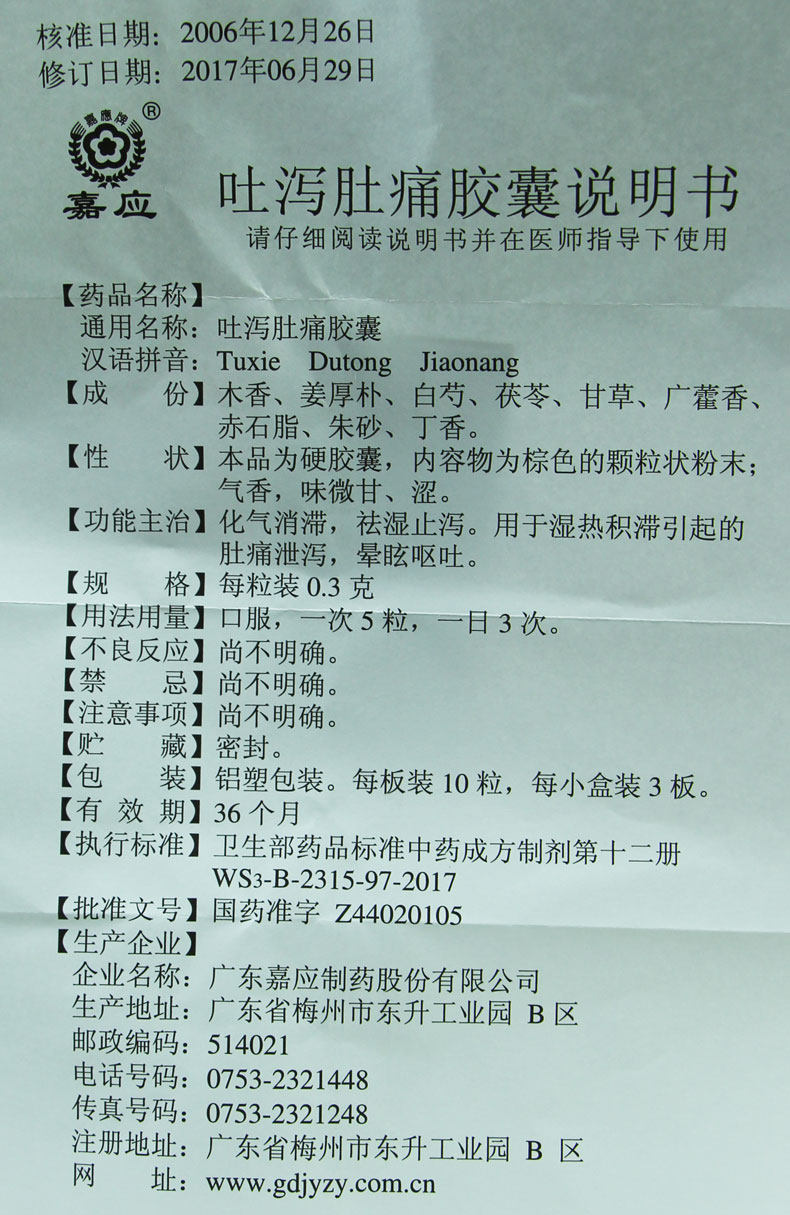 核准日期：2006年12月26日
修订日期：2017年06月29日
嘉應牌
®
嘉应
吐泻肚痛胶囊说明书
请仔细阅读说明书并在医师指导下使用
【药品名称】
通用名称：吐泻肚痛胶囊
汉语拼音：Tuxie Dutong Jiaonang
【成 份】木香、姜厚朴、白芍、茯苓、甘草、广藿香、
赤石脂、朱砂、丁香。
【性 状】本品为硬胶囊，内容物为棕色的颗粒状粉末；
气香，味微甘、涩。
【功能主治】化气消滞，祛湿止泻。用于湿热积滞引起的
肚痛泄泻，晕眩呕吐。
【规 格】每粒装 0.3 克
【用法用量】口服，一次 5 粒，一日 3 次。
【不良反应】尚不明确。
【禁 忌】尚不明确。
【注意事项】尚不明确。
【贮 藏】密封。
【包 装】铝塑包装。每板装 10 粒，每小盒装 3 板。
【有 效 期】36 个月
【执行标准】卫生部药品标准中药成方制剂第十二册
WS3-B-2315-97-2017
【批准文号】国药准字 Z44020105
【生产企业】
企业名称：广东嘉应制药股份有限公司
生产地址：广东省梅州市东升工业园 B 区
邮政编码：514021
电话号码：0753-2321448
传真号码：0753-2321248
注册地址：广东省梅州市东升工业园 B 区
网 址：www.gdjyzy.com.cn